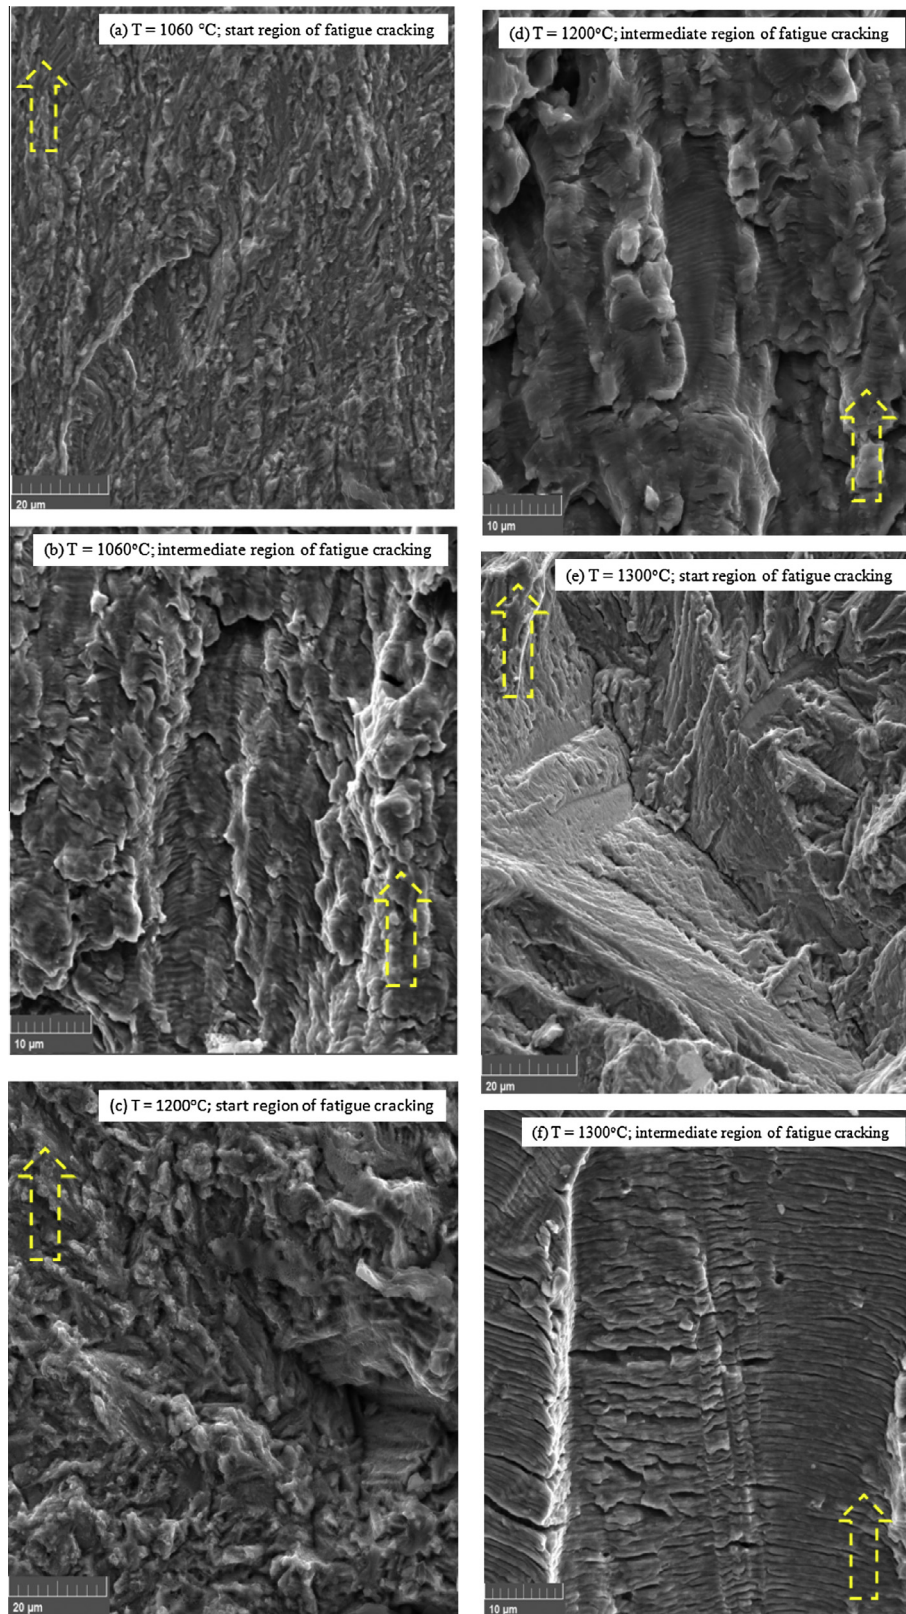 (a) T = 1060 °C; start region of fatigue cracking
20 µm
(b) T = 1060°C; intermediate region of fatigue cracking
10 µm
(c) T = 1200°C; start region of fatigue cracking
20 µm
(d) T = 1200°C; intermediate region of fatigue cracking
10 µm
(e) T = 1300°C; start region of fatigue cracking
20 µm
(f) T = 1300°C; intermediate region of fatigue cracking
10 µm